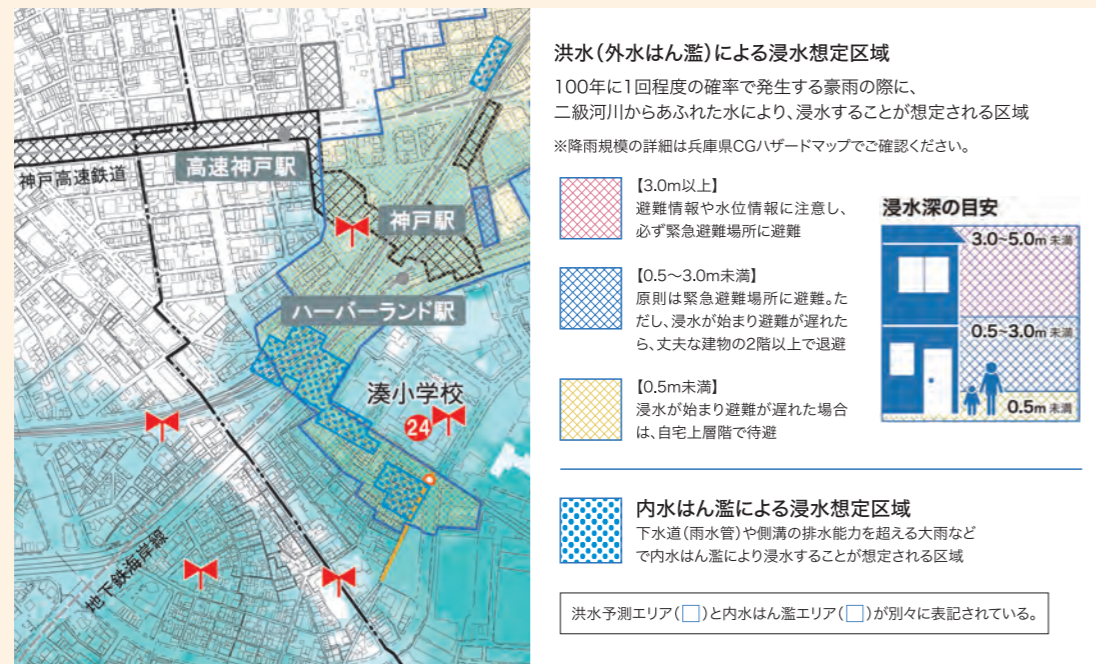 高速神戸駅
神戸高速鉄道
神戸駅
ハーバーランド駅
湊小学校
24
地下鉄海岸線
洪水(外水はん濫)による浸水想定区域
100年に1回程度の確率で発生する豪雨の際に、
二級河川からあふれた水により、浸水することが想定される区域
※降雨規模の詳細は兵庫県CGハザードマップでご確認ください。
【3.0m以上】
避難情報や水位情報に注意し、
必ず緊急避難場所に避難
【0.5〜3.0m未満】
原則は緊急避難場所に避難。た
だし、浸水が始まり避難が遅れた
ら、丈夫な建物の2階以上で退避
【0.5m未満】
浸水が始まり避難が遅れた場合
は、自宅上層階で待避
浸水深の目安
3.0~5.0m 未満
0.5~3.0m 未満
0.5m 未満
内水はん濫による浸水想定区域
下水道(雨水管)や側溝の排水能力を超える大雨など
で内水はん濫により浸水することが想定される区域
洪水予測エリア(□)と内水はん濫エリア(□)が別々に表記されている。